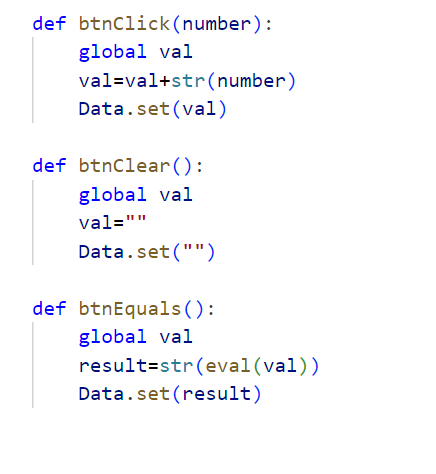 def btnClick(number):
    global val
    val=val+str(number)
    Data.set(val)

def btnClear():
    global val
    val=""
    Data.set("")

def btnEquals():
    global val
    result=str(eval(val))
    Data.set(result)